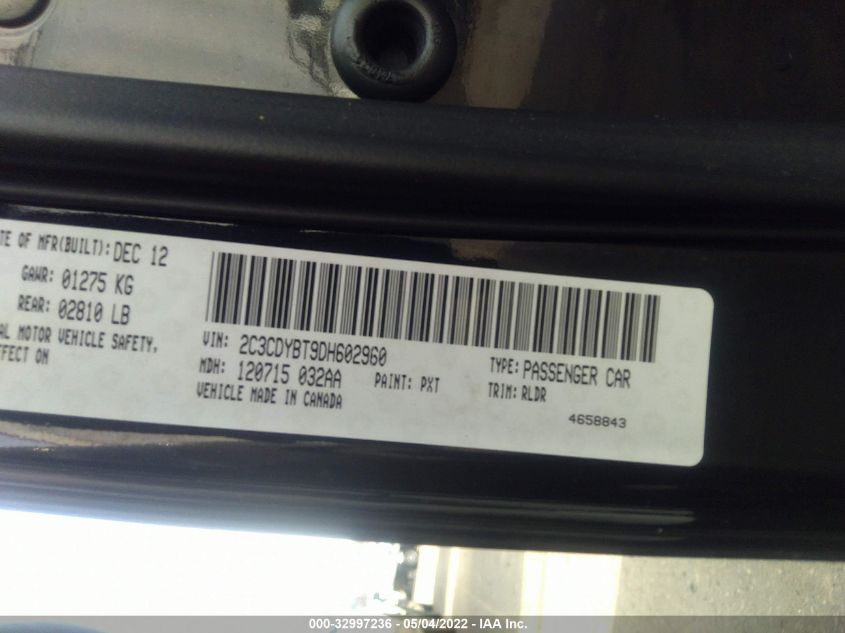 TE OF MFR(BUILT): DEC 12
GAWR: 01275 KG
REAR: 02810 LB
AL MOTOR VEHICLE SAFETY,
FFECT ON
VIN: 2C3CDYBT9DH602960
MDH: 120715 032AA
PAINT: PXT
VEHICLE MADE IN CANADA
TYPE: PASSENGER CAR
TRIM: RLDR
4658843
000-32997236 - 05/04/2022 - IAA Inc.